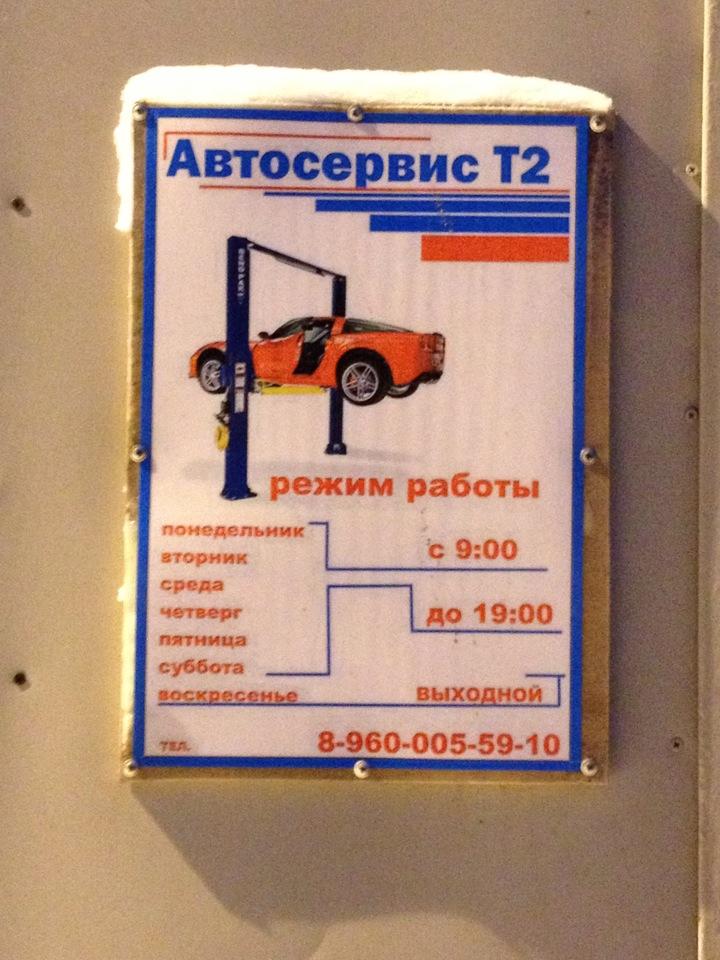 Автосервис Т2
режим работы
понедельник
вторник
среда
четверг
пятница
суббота
воскресенье
с 9:00
до 19:00
выходной
тел.
8-960-005-59-10